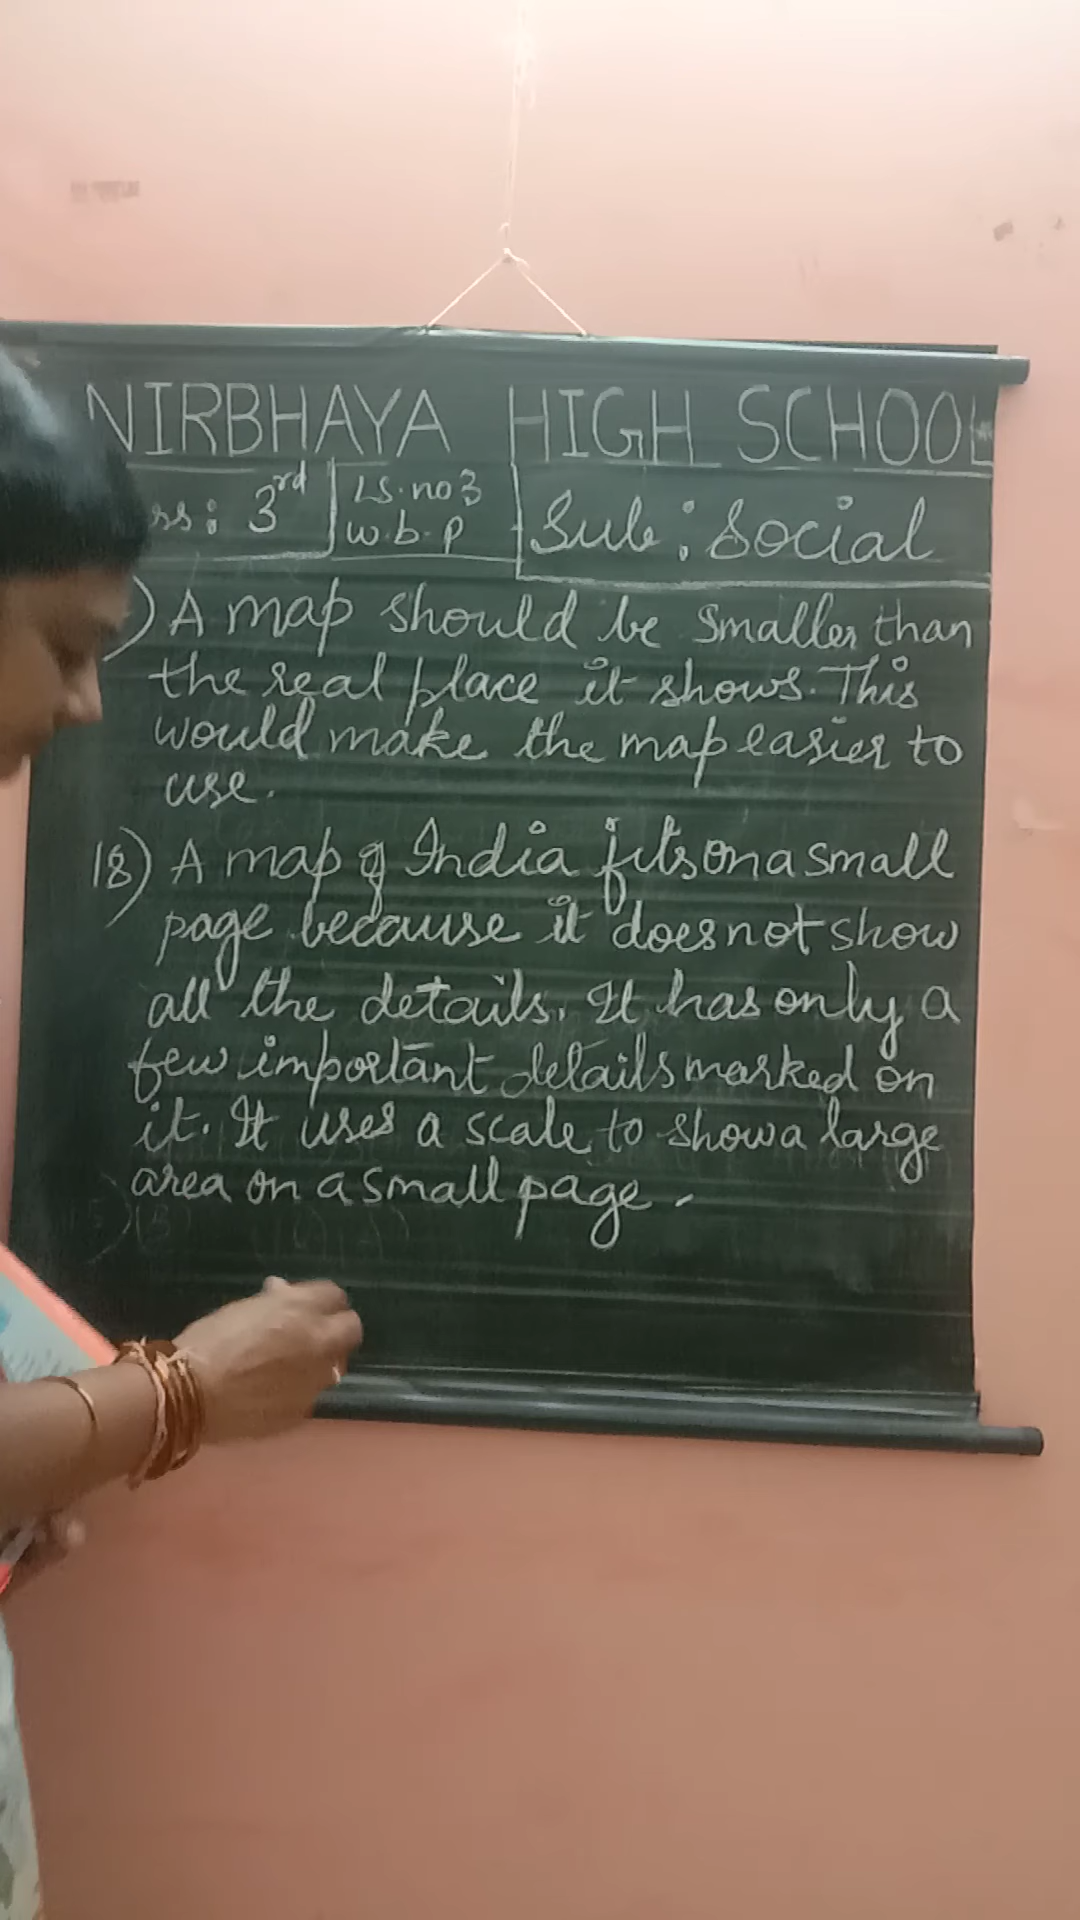 NIRBHAYA HIGH SCHOOL
ss: 3rd
LS.no 3
w.b.p
Sub: Social
) A map should be smaller than
the real place it shows. This
would make the map easier to
use.
18) A map of India fits on a small
page because it does not show
all the details. It has only a
few important details marked on
it. It uses a scale to show a large
area on a small page.